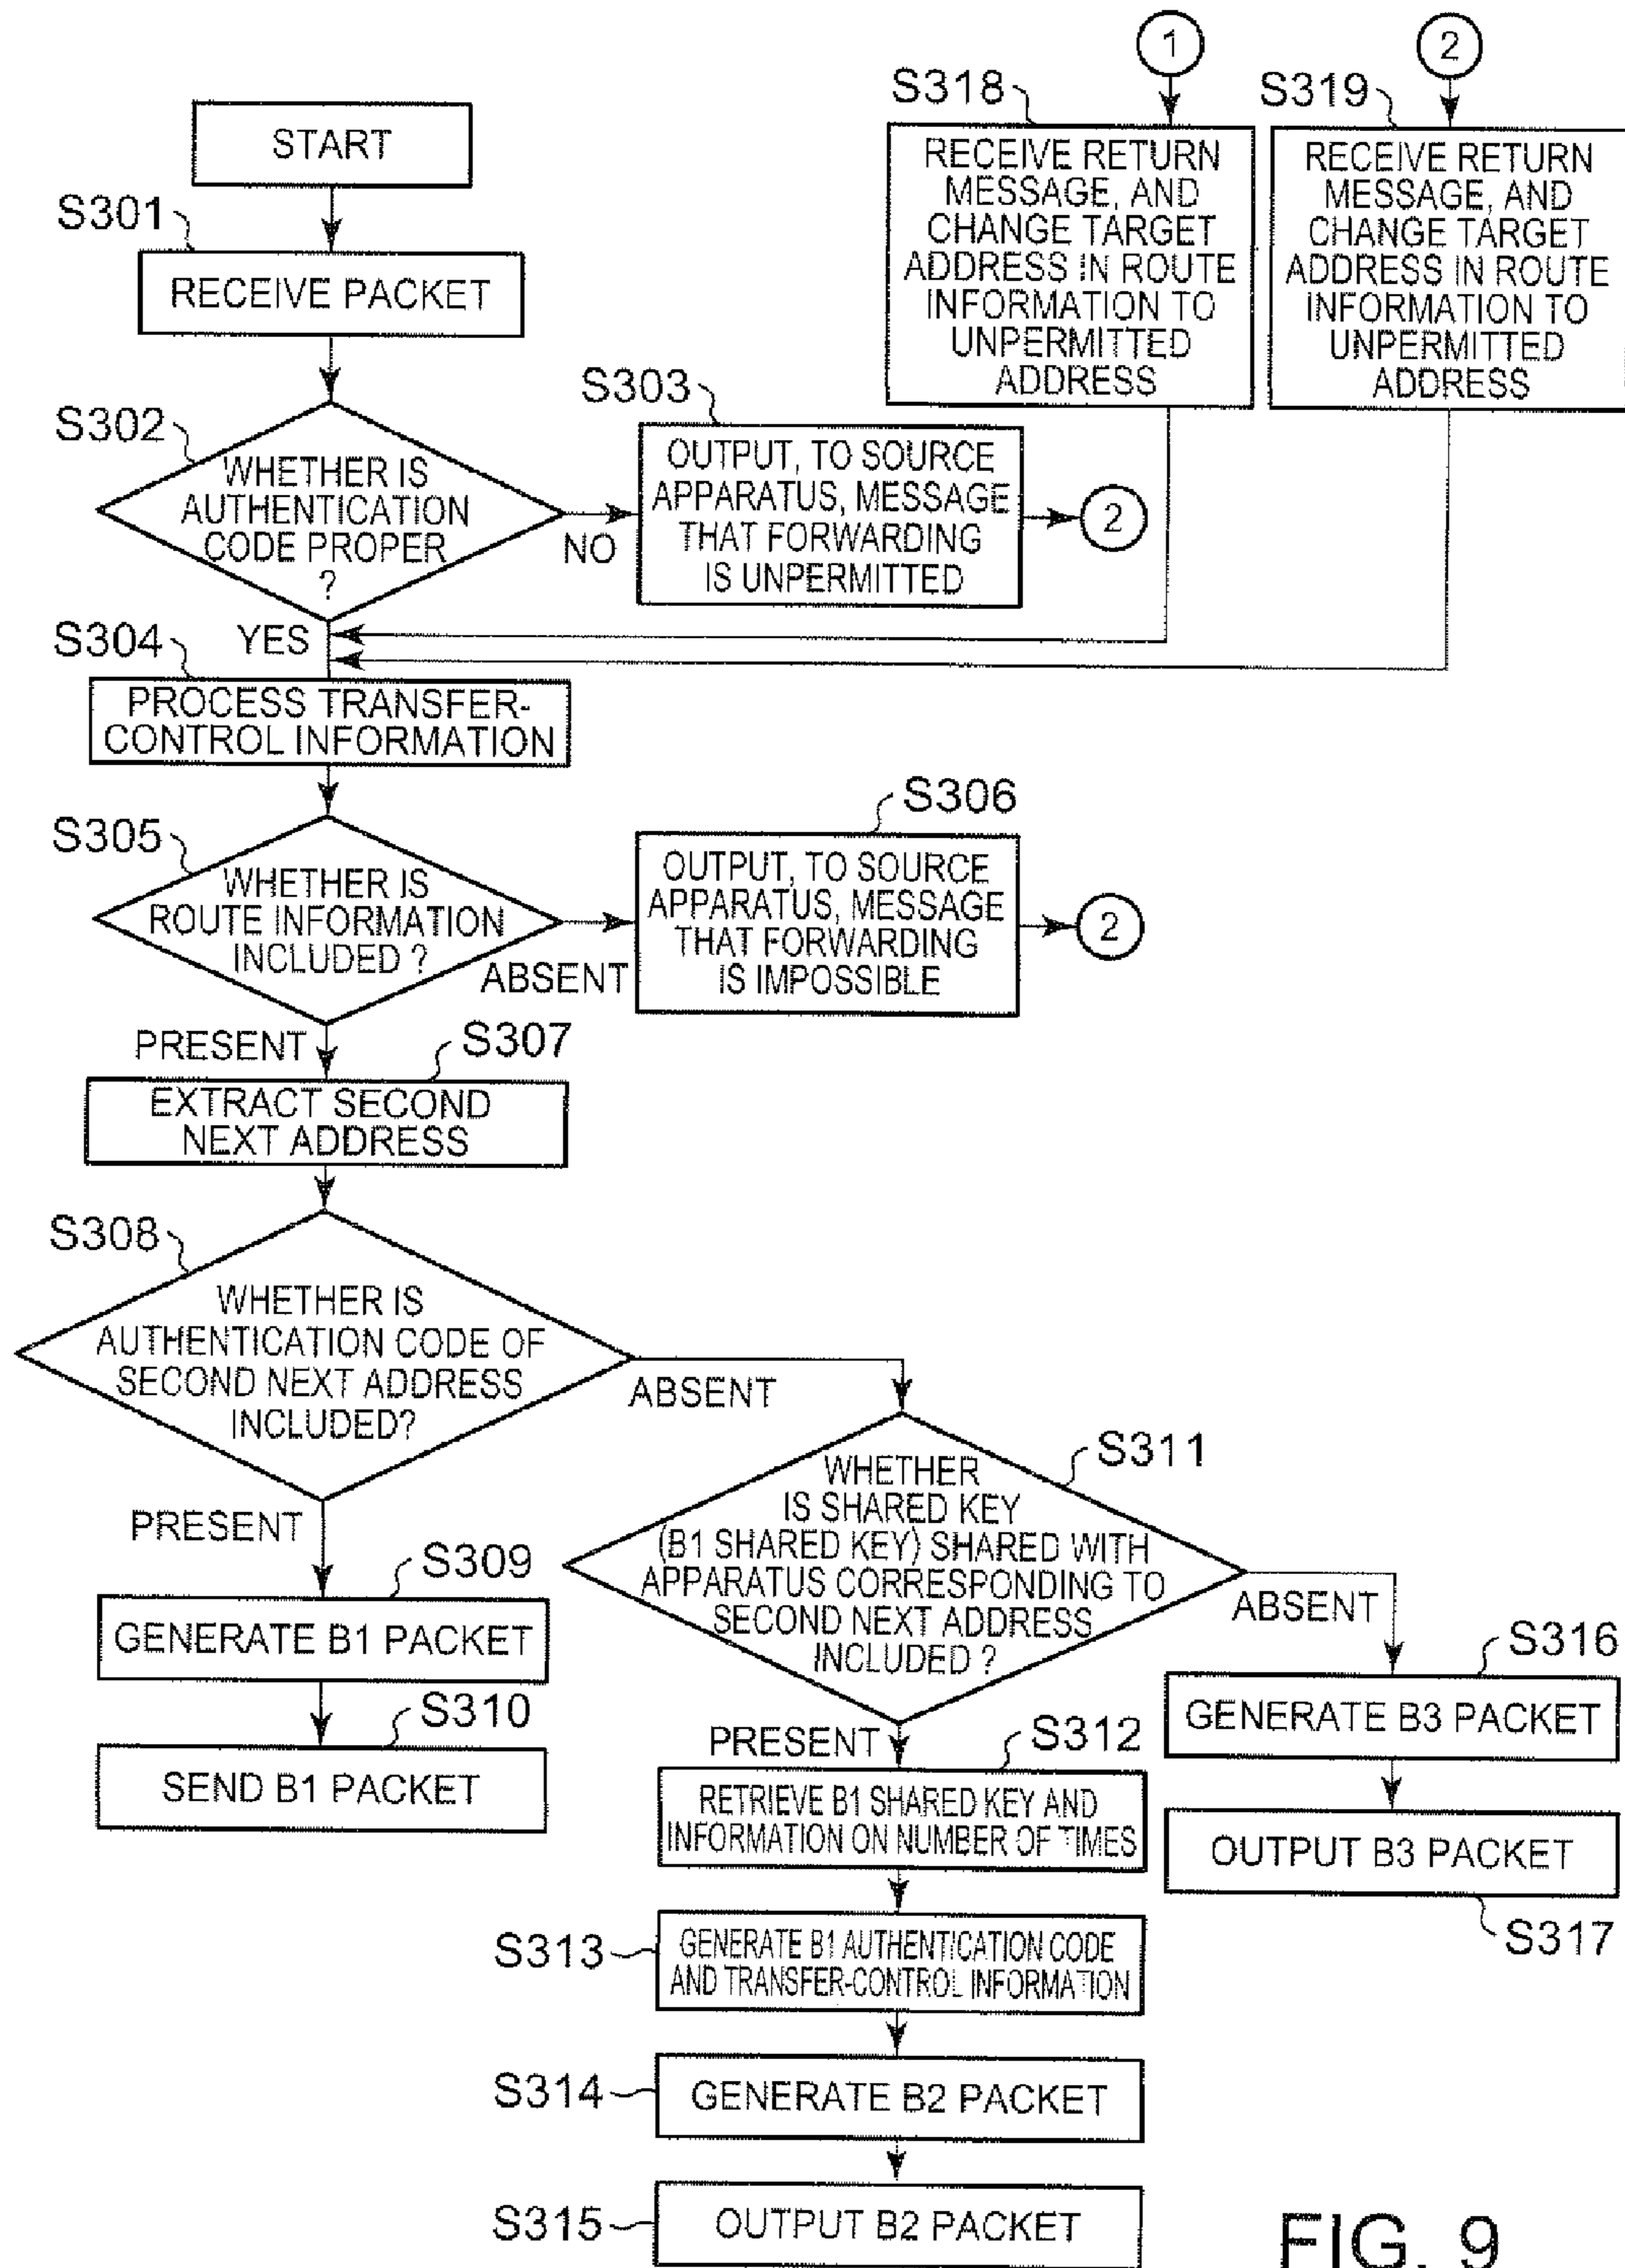 START
S301
RECEIVE PACKET
S302
WHETHER IS
AUTHENTICATION
CODE PROPER
?
NO
S303
OUTPUT, TO SOURCE
APPARATUS, MESSAGE
THAT FORWARDING
IS UNPERMITTED
2
1
S318
RECEIVE RETURN
MESSAGE, AND
CHANGE TARGET
ADDRESS IN ROUTE
INFORMATION TO
UNPERMITTED
ADDRESS
2
S319
RECEIVE RETURN
MESSAGE, AND
CHANGE TARGET
ADDRESS IN ROUTE
INFORMATION TO
UNPERMITTED
ADDRESS
YES
S304
PROCESS TRANSFER-
CONTROL INFORMATION
S305
WHETHER IS
ROUTE INFORMATION
INCLUDED ?
ABSENT
S306
OUTPUT, TO SOURCE
APPARATUS, MESSAGE
THAT FORWARDING
IS IMPOSSIBLE
2
PRESENT
S307
EXTRACT SECOND
NEXT ADDRESS
S308
WHETHER IS
AUTHENTICATION CODE OF
SECOND NEXT ADDRESS
INCLUDED?
ABSENT
PRESENT
S309
GENERATE B1 PACKET
S310
SEND B1 PACKET
S311
WHETHER
IS SHARED KEY
(B1 SHARED KEY) SHARED WITH
APPARATUS CORRESPONDING TO
SECOND NEXT ADDRESS
INCLUDED ?
ABSENT
PRESENT
S312
RETRIEVE B1 SHARED KEY AND
INFORMATION ON NUMBER OF TIMES
S313
GENERATE B1 AUTHENTICATION CODE
AND TRANSFER-CONTROL INFORMATION
S314
GENERATE B2 PACKET
S315
OUTPUT B2 PACKET
S316
GENERATE B3 PACKET
OUTPUT B3 PACKET
S317
FIG. 9